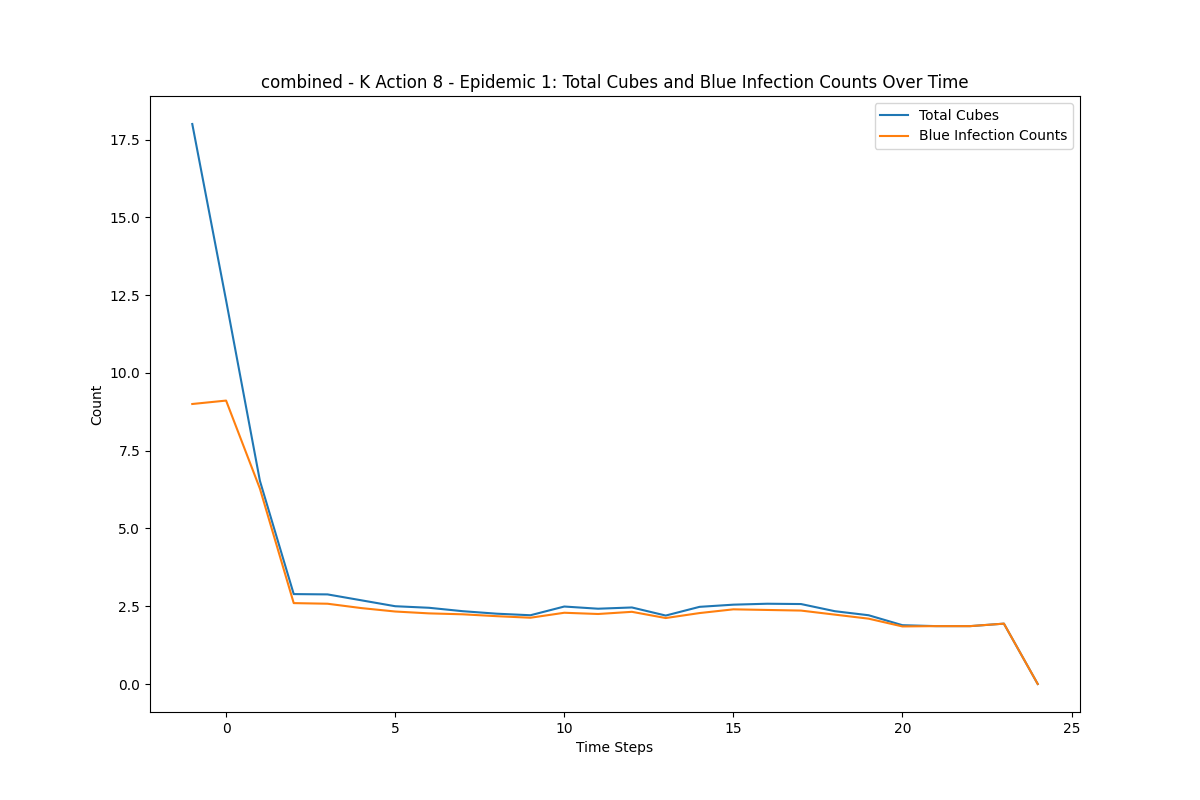 combined - K Action 8 - Epidemic 1: Total Cubes and Blue Infection Counts Over Time
Total Cubes
Blue Infection Counts
17.5
15.0
12.5
10.0
7.5
5.0
2.5
0.0
Count
0 5 10 15 20 25
Time Steps